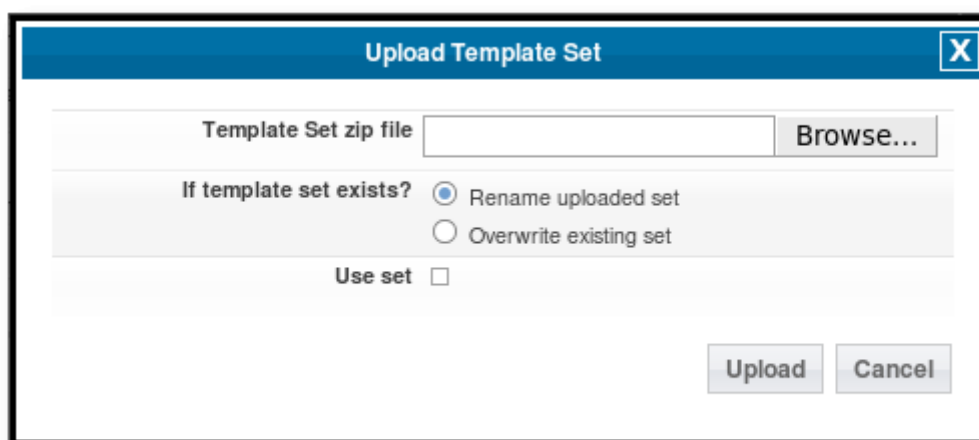 Upload Template Set X
Template Set zip file Browse...
If template set exists? Rename uploaded set
Overwrite existing set
Use set
Upload Cancel